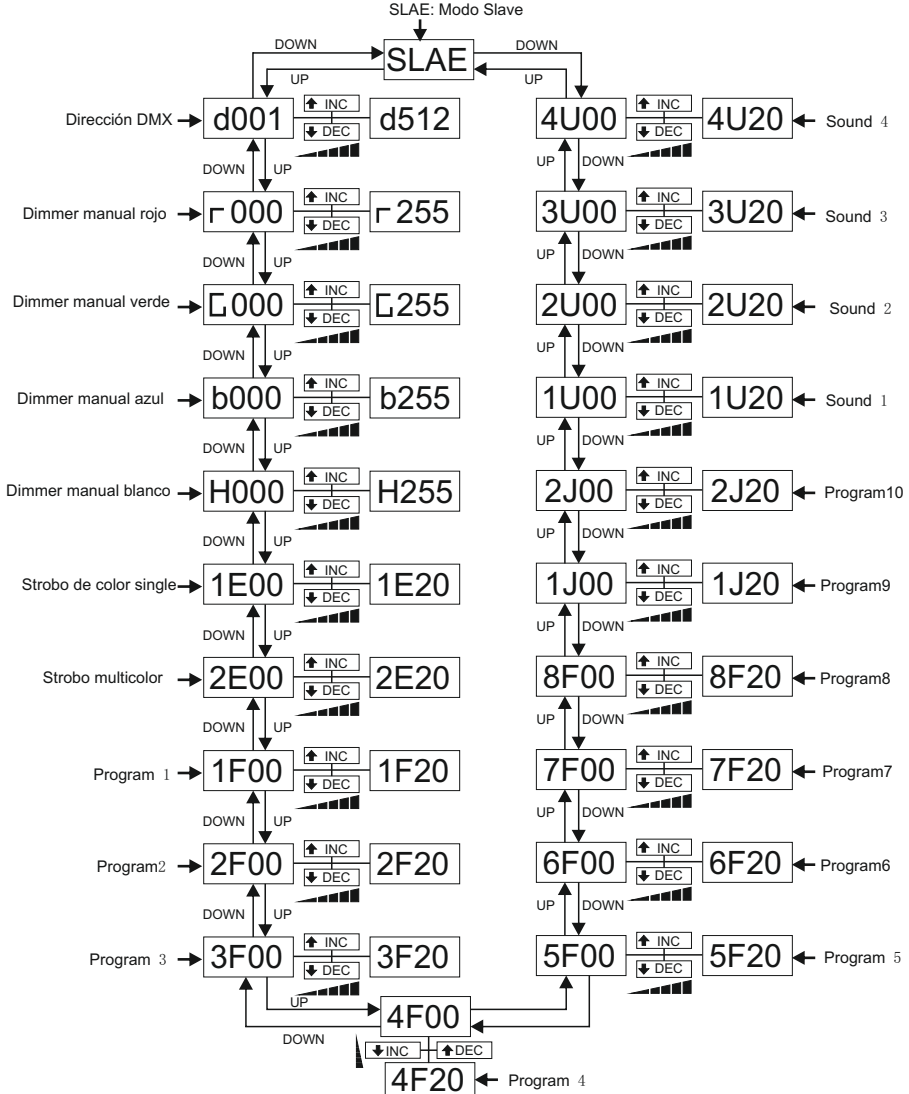 SLAE: Modo Slave
DOWN SLAE DOWN
UP UP
Dirección DMX d001 INC DEC d512 4U00 INC DEC 4U20 Sound 4
DOWN UP UP DOWN
Dimmer manual rojo r000 INC DEC r255 3U00 INC DEC 3U20 Sound 3
DOWN UP UP DOWN
Dimmer manual verde G000 INC DEC G255 2U00 INC DEC 2U20 Sound 2
DOWN UP UP DOWN
Dimmer manual azul b000 INC DEC b255 1U00 INC DEC 1U20 Sound 1
DOWN UP UP DOWN
Dimmer manual blanco H000 INC DEC H255 2J00 INC DEC 2J20 Program10
DOWN UP UP DOWN
Strobo de color single 1E00 INC DEC 1E20 1J00 INC DEC 1J20 Program9
DOWN UP UP DOWN
Strobo multicolor 2E00 INC DEC 2E20 8F00 INC DEC 8F20 Program8
DOWN UP UP DOWN
Program 1 1F00 INC DEC 1F20 7F00 INC DEC 7F20 Program7
DOWN UP UP DOWN
Program2 2F00 INC DEC 2F20 6F00 INC DEC 6F20 Program6
DOWN UP UP DOWN
Program 3 3F00 INC DEC 3F20 5F00 INC DEC 5F20 Program 5
UP
DOWN 4F00
INC DEC
4F20 Program 4